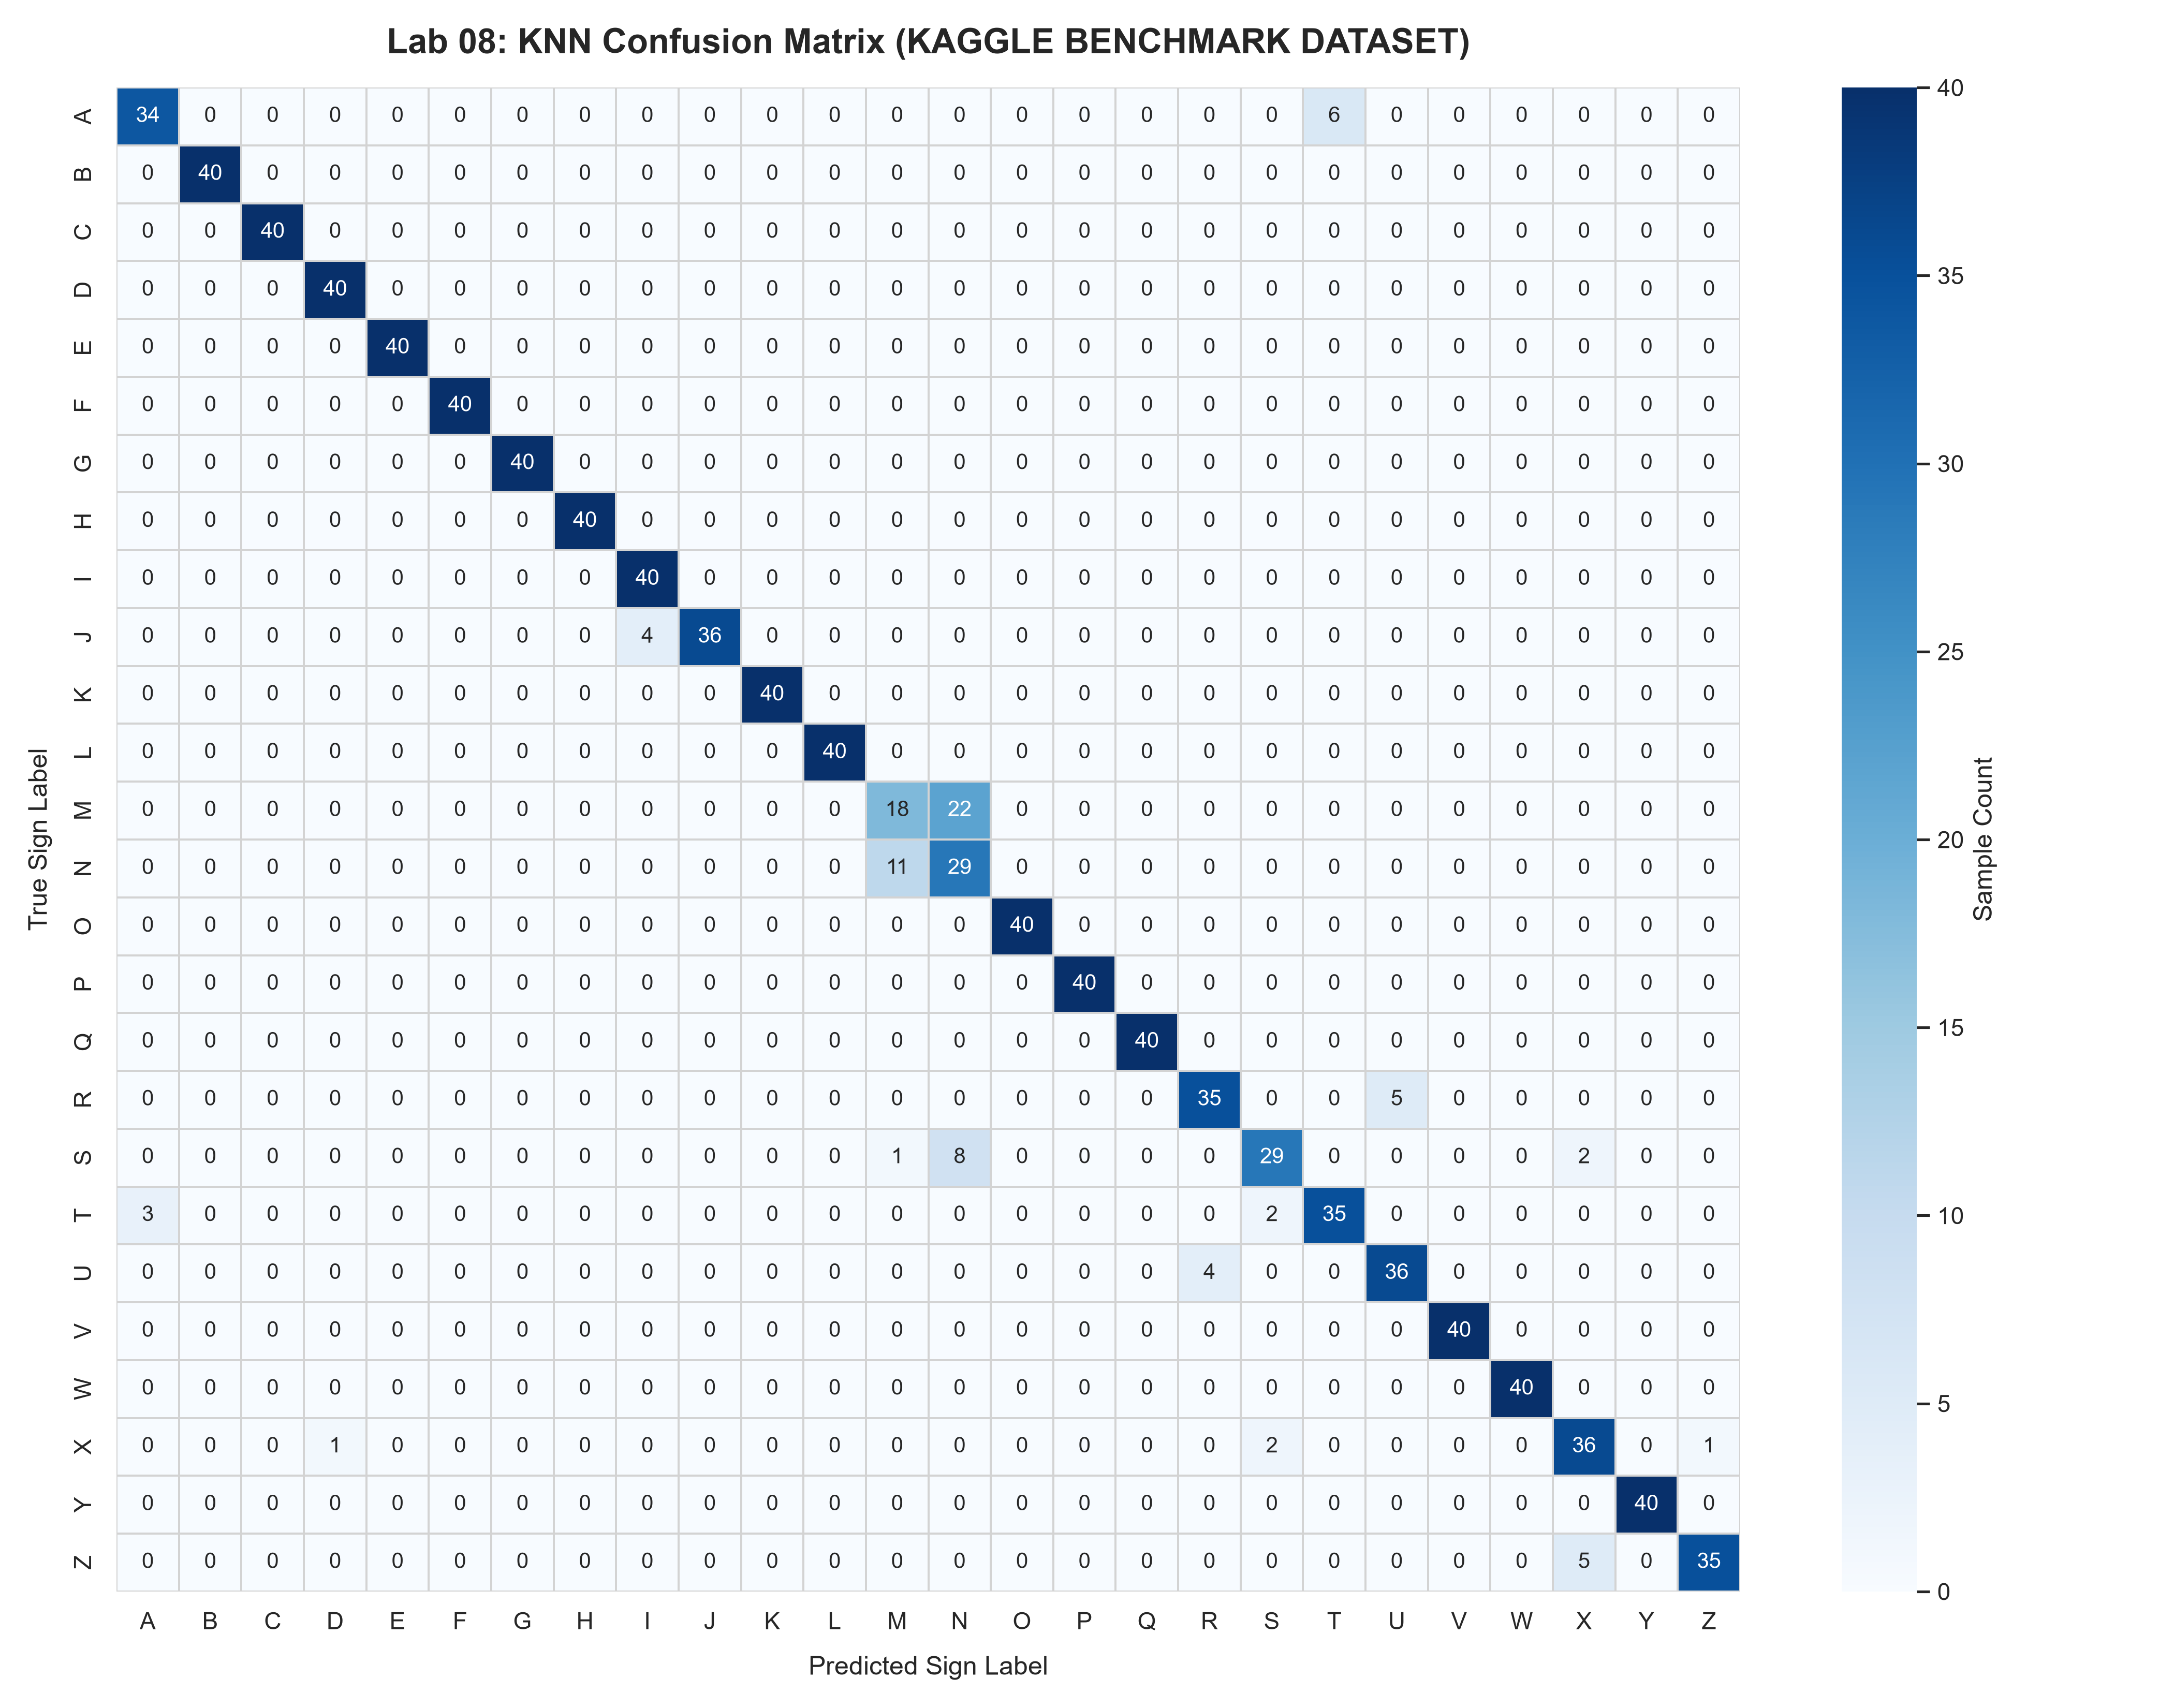 Lab 08: KNN Confusion Matrix (KAGGLE BENCHMARK DATASET)
A 34 0 0 0 0 0 0 0 0 0 0 0 0 0 0 0 0 0 0 6 0 0 0 0 0 0
B 0 40 0 0 0 0 0 0 0 0 0 0 0 0 0 0 0 0 0 0 0 0 0 0 0 0
C 0 0 40 0 0 0 0 0 0 0 0 0 0 0 0 0 0 0 0 0 0 0 0 0 0 0
D 0 0 0 40 0 0 0 0 0 0 0 0 0 0 0 0 0 0 0 0 0 0 0 0 0 0
E 0 0 0 0 40 0 0 0 0 0 0 0 0 0 0 0 0 0 0 0 0 0 0 0 0 0
F 0 0 0 0 0 40 0 0 0 0 0 0 0 0 0 0 0 0 0 0 0 0 0 0 0 0
G 0 0 0 0 0 0 40 0 0 0 0 0 0 0 0 0 0 0 0 0 0 0 0 0 0 0
H 0 0 0 0 0 0 0 40 0 0 0 0 0 0 0 0 0 0 0 0 0 0 0 0 0 0
I 0 0 0 0 0 0 0 0 40 0 0 0 0 0 0 0 0 0 0 0 0 0 0 0 0 0
J 0 0 0 0 0 0 0 0 4 36 0 0 0 0 0 0 0 0 0 0 0 0 0 0 0 0
K 0 0 0 0 0 0 0 0 0 0 40 0 0 0 0 0 0 0 0 0 0 0 0 0 0 0
L 0 0 0 0 0 0 0 0 0 0 0 40 0 0 0 0 0 0 0 0 0 0 0 0 0 0
M 0 0 0 0 0 0 0 0 0 0 0 0 18 22 0 0 0 0 0 0 0 0 0 0 0 0
N 0 0 0 0 0 0 0 0 0 0 0 0 11 29 0 0 0 0 0 0 0 0 0 0 0 0
O 0 0 0 0 0 0 0 0 0 0 0 0 0 0 40 0 0 0 0 0 0 0 0 0 0 0
P 0 0 0 0 0 0 0 0 0 0 0 0 0 0 0 40 0 0 0 0 0 0 0 0 0 0
Q 0 0 0 0 0 0 0 0 0 0 0 0 0 0 0 0 40 0 0 0 0 0 0 0 0 0
R 0 0 0 0 0 0 0 0 0 0 0 0 0 0 0 0 0 35 0 0 5 0 0 0 0 0
S 0 0 0 0 0 0 0 0 0 0 0 0 1 8 0 0 0 0 29 0 0 0 0 2 0 0
T 3 0 0 0 0 0 0 0 0 0 0 0 0 0 0 0 0 0 2 35 0 0 0 0 0 0
U 0 0 0 0 0 0 0 0 0 0 0 0 0 0 0 0 0 4 0 0 36 0 0 0 0 0
V 0 0 0 0 0 0 0 0 0 0 0 0 0 0 0 0 0 0 0 0 0 40 0 0 0 0
W 0 0 0 0 0 0 0 0 0 0 0 0 0 0 0 0 0 0 0 0 0 0 40 0 0 0
X 0 0 0 1 0 0 0 0 0 0 0 0 0 0 0 0 0 0 2 0 0 0 0 36 0 1
Y 0 0 0 0 0 0 0 0 0 0 0 0 0 0 0 0 0 0 0 0 0 0 0 0 40 0
Z 0 0 0 0 0 0 0 0 0 0 0 0 0 0 0 0 0 0 0 0 0 0 0 5 0 35
A B C D E F G H I J K L M N O P Q R S T U V W X Y Z
Predicted Sign Label
True Sign Label
40
35
30
25
20
15
10
5
0
Sample Count